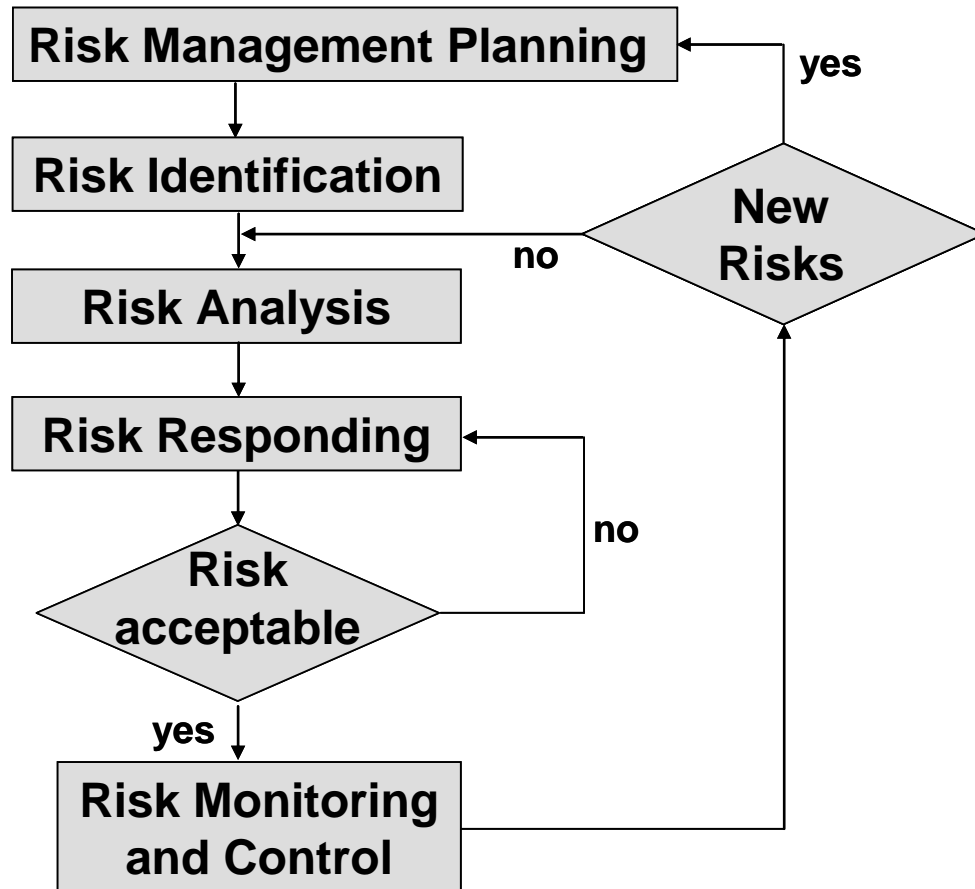 Risk Management Planning
yes
Risk Identification
New
Risks
no
Risk Analysis
Risk Responding
no
Risk
acceptable
yes
Risk Monitoring
and Control